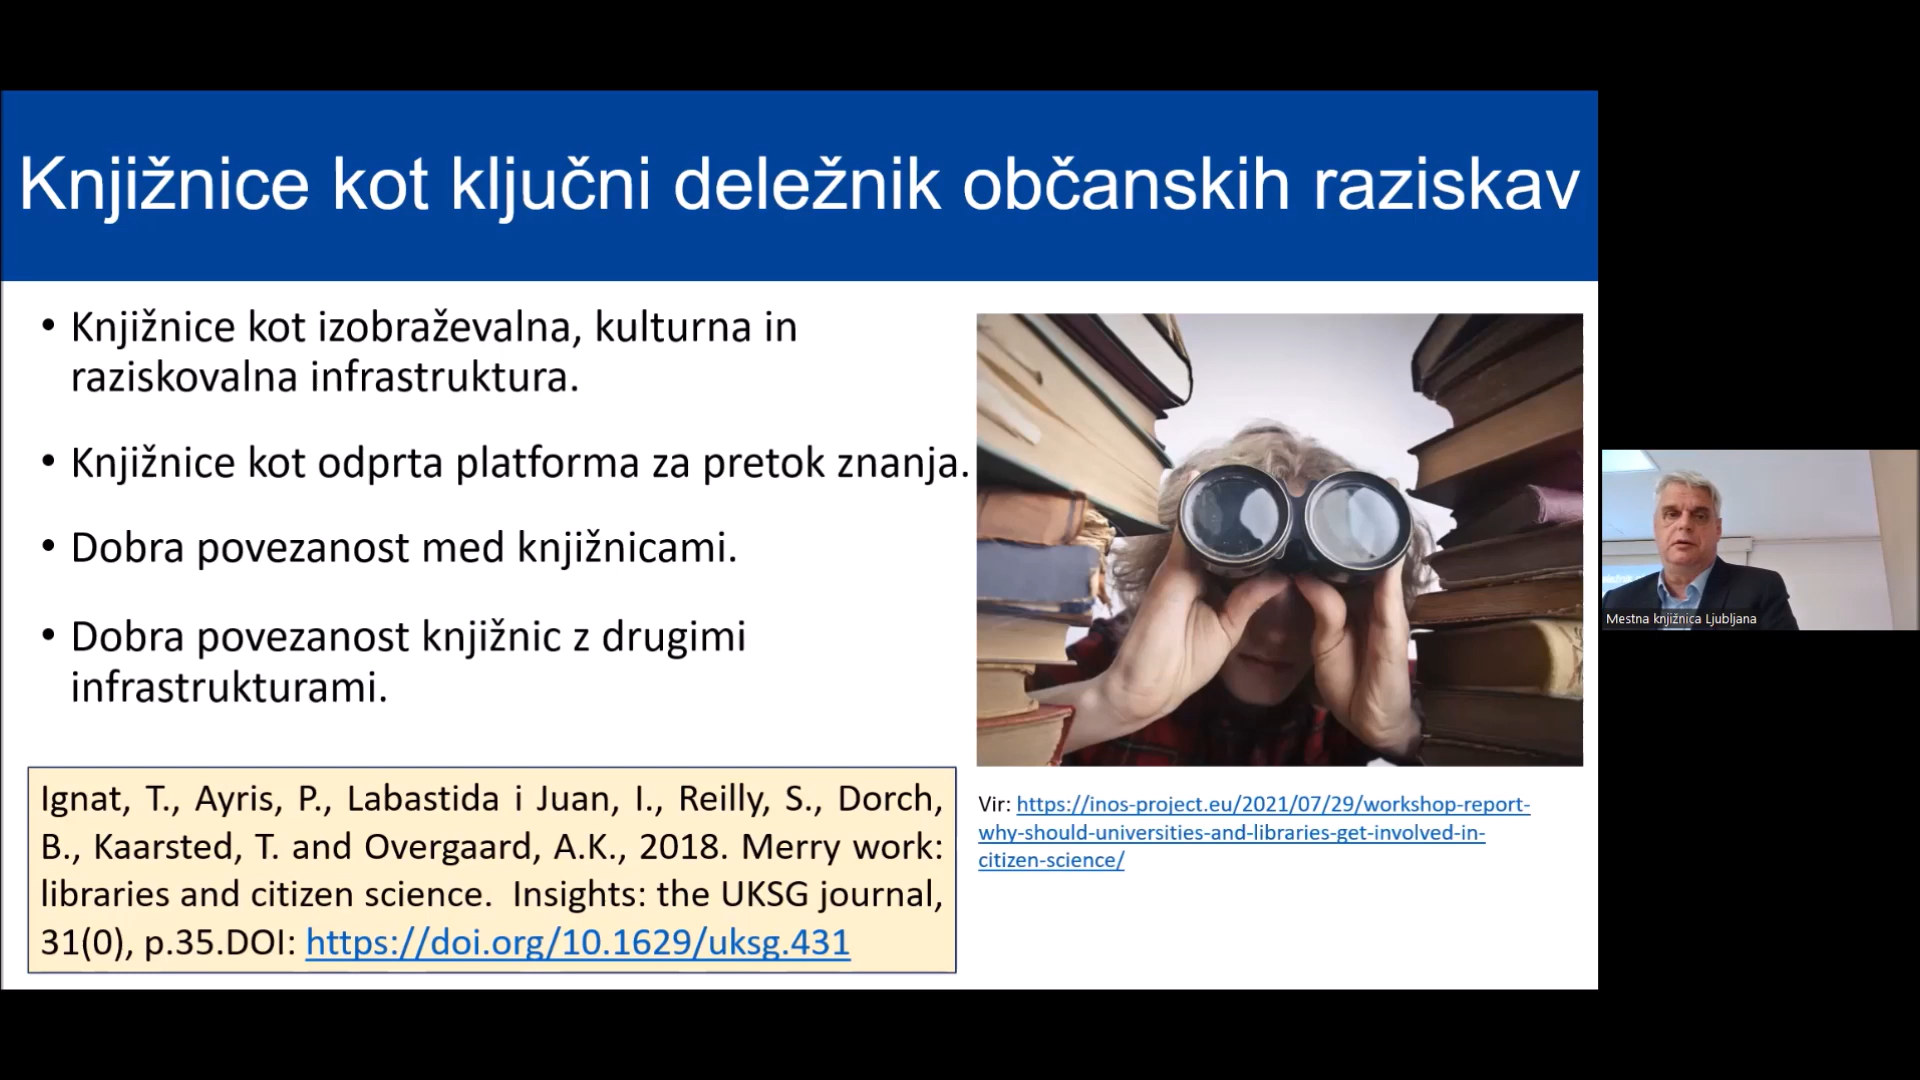 Knjižnice kot ključni deležnik občanskih raziskav
• Knjižnice kot izobraževalna, kulturna in
raziskovalna infrastruktura.
• Knjižnice kot odprta platforma za pretok znanja.
• Dobra povezanost med knjižnicami.
• Dobra povezanost knjižnic z drugimi
infrastrukturami.
Ignat, T., Ayris, P., Labastida i Juan, I., Reilly, S., Dorch,
B., Kaarsted, T. and Overgaard, A.K., 2018. Merry work:
libraries and citizen science. Insights: the UKSG journal,
31(0), p.35.DOI: https://doi.org/10.1629/uksg.431
Vir: https://inos-project.eu/2021/07/29/workshop-report-
why-should-universities-and-libraries-get-involved-in-
citizen-science/
Mestna knjižnica Ljubljana